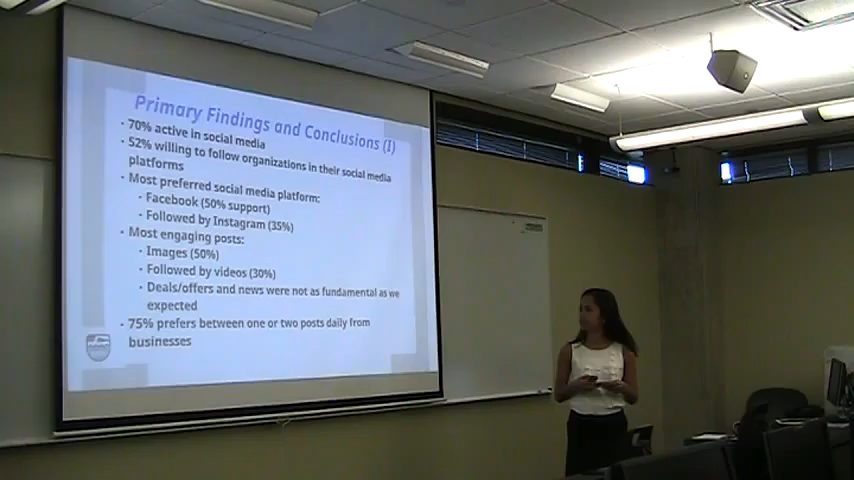 Primary Findings and Conclusions (I)
· 70% active in social media
· 52% willing to follow organizations in their social media
platforms
· Most preferred social media platform:
- Facebook (50% support)
- Followed by Instagram (35%)
· Most engaging posts:
- Images (50%)
- Followed by videos (30%)
- Deals/offers and news were not as fundamental as we
expected
· 75% prefers between one or two posts daily from
businesses